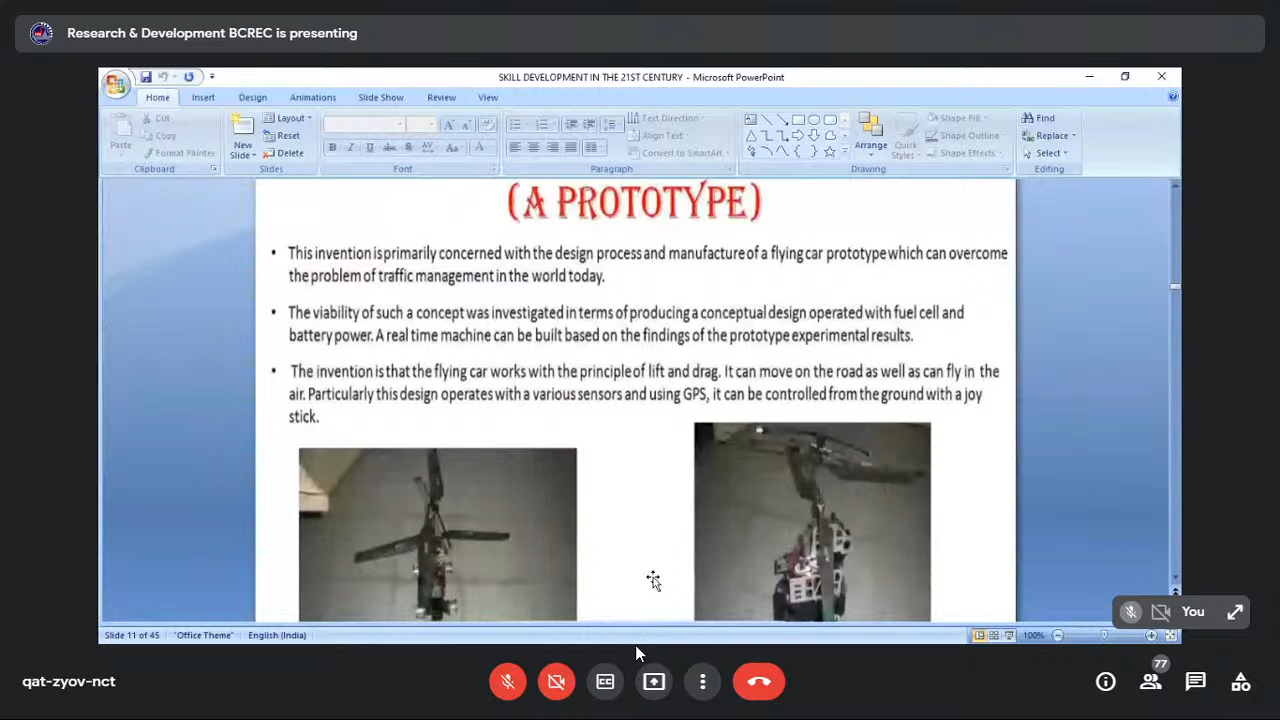 Research & Development BCREC is presenting
SKILL DEVELOPMENT IN THE 21ST CENTURY - Microsoft PowerPoint
Home Insert Design Animations Slide Show Review View
Paste
Cut
Copy
Format Painter
Clipboard
New
Slide
Layout
Reset
Delete
Slides
B I U abc S AV Aa A
Font
Text Direction
Align Text
Convert to SmartArt
Paragraph
Arrange
Quick
Styles
Shape Fill
Shape Outline
Shape Effects
Drawing
Find
Replace
Select
Editing
(A PROTOTYPE)
• This invention is primarily concerned with the design process and manufacture of a flying car prototype which can overcome
the problem of traffic management in the world today.
• The viability of such a concept was investigated in terms of producing a conceptual design operated with fuel cell and
battery power. A real time machine can be built based on the findings of the prototype experimental results.
• The invention is that the flying car works with the principle of lift and drag. It can move on the road as well as can fly in the
air. Particularly this design operates with a various sensors and using GPS, it can be controlled from the ground with a joy
stick.
You
Slide 11 of 45 "Office Theme" English (India) 100%
qat-zyov-nct
CC
77